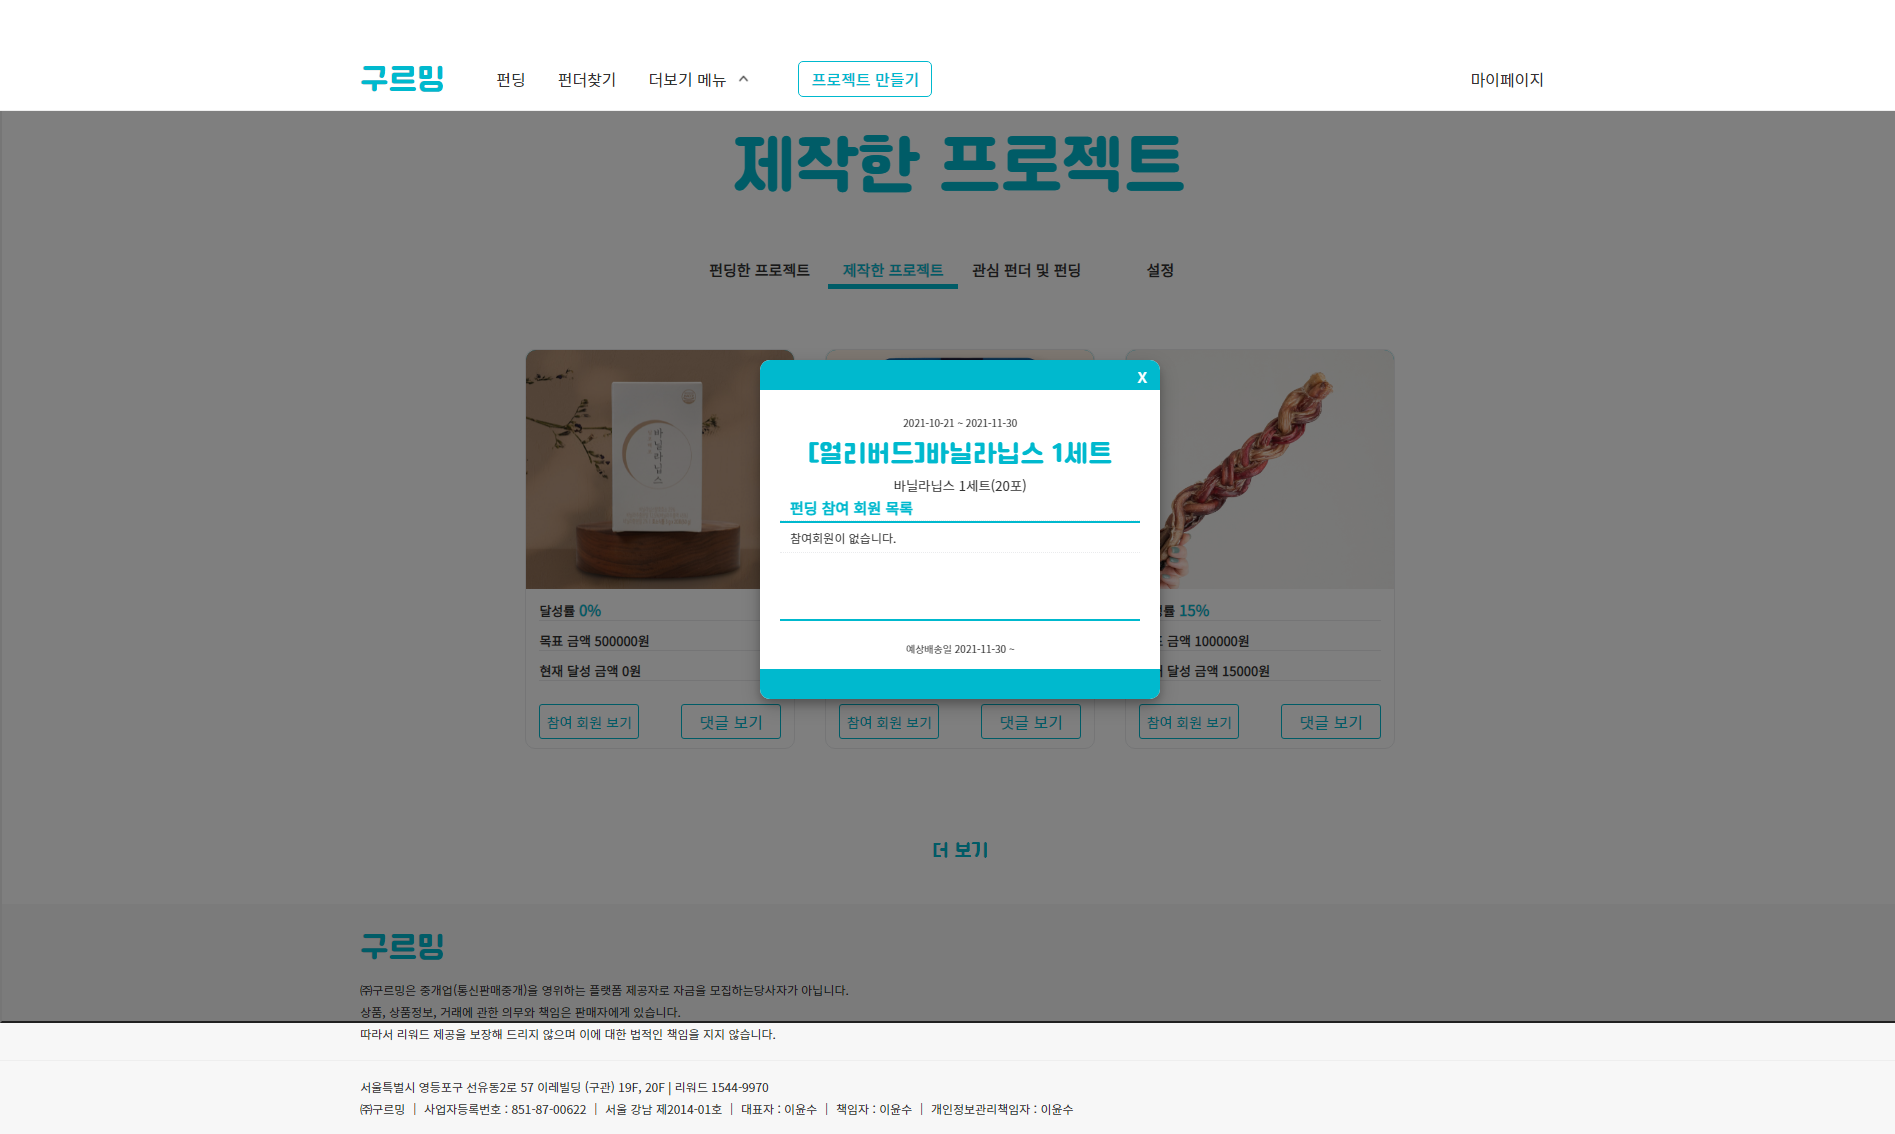 구르밍 펀딩 펀더찾기 더보기 메뉴 프로젝트 만들기 마이페이지
제작한 프로젝트
펀딩한 프로젝트 제작한 프로젝트 관심 펀더 및 펀딩 설정
X
2021-10-21 ~ 2021-11-30
[얼리버드]바닐라닙스 1세트
바닐라닙스 1세트(20포)
펀딩 참여 회원 목록
참여회원이 없습니다.
예상배송일 2021-11-30 ~
바닐라닙스
달성률 0%
목표 금액 500000원
현재 달성 금액 0원
참여 회원 보기 댓글 보기
참여 회원 보기 댓글 보기
률 15%
금액 100000원
달성 금액 15000원
참여 회원 보기 댓글 보기
더 보기
구르밍
㈜구르밍은 중개업(통신판매중개)을 영위하는 플랫폼 제공자로 자금을 모집하는당사자가 아닙니다.
상품, 상품정보, 거래에 관한 의무와 책임은 판매자에게 있습니다.
따라서 리워드 제공을 보장해 드리지 않으며 이에 대한 법적인 책임을 지지 않습니다.
서울특벌시 영등포구 선유동2로 57 이레빌딩 (구관) 19F, 20F | 리워드 1544-9970
㈜구르밍 | 사업자등록번호 : 851-87-00622 | 서울 강남 제2014-01호 | 대표자 : 이윤수 | 책임자 : 이윤수 | 개인정보관리책임자 : 이윤수